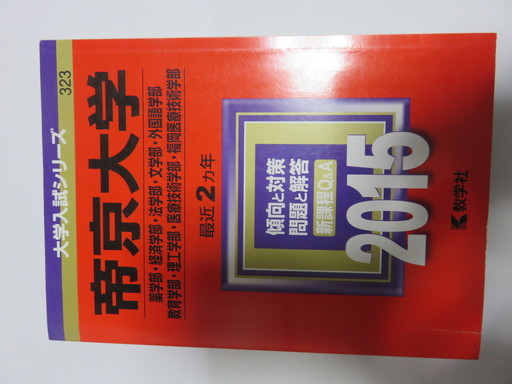 大学入試シリーズ
323
帝京大学
薬学部・経済学部・法学部・文学部・外国語学部
教育学部・理工学部・医療技術学部・福岡医療技術学部
最近2カ年
傾向と対策
問題と解答
新課程Q&A
2015
教学社